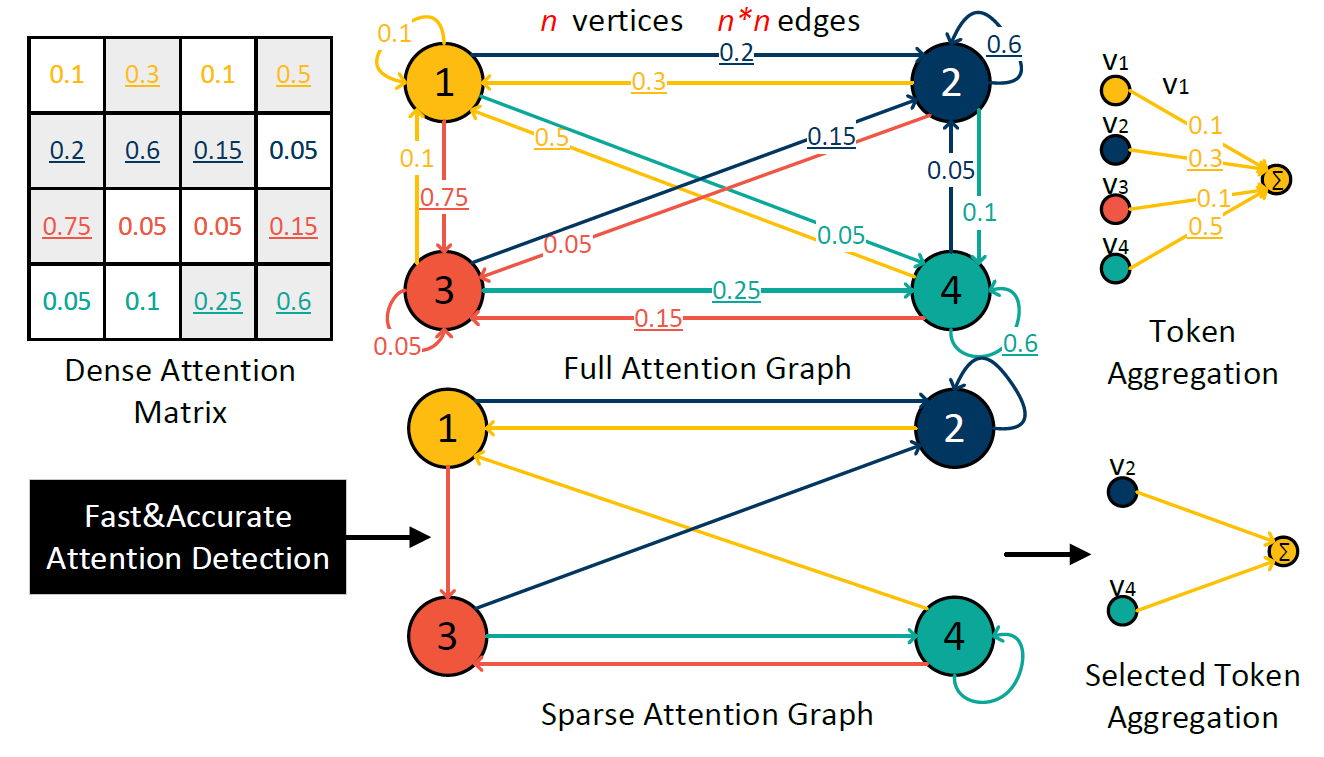 n vertices n*n edges
0.1 0.3 0.1 0.5
0.2 0.6 0.15 0.05
0.75 0.05 0.05 0.15
0.05 0.1 0.25 0.6
Dense Attention
Matrix
0.1
1
0.2
2
0.6
0.3
0.5
0.15
0.1
0.75
0.05
0.1
0.05
0.05
3
0.25
4
0.15
0.05
0.6
Full Attention Graph
v1
v1
v2
v3
v4
0.1
0.3
0.1
0.5
Σ
Token
Aggregation
Fast&Accurate
Attention Detection
1
2
3
4
Sparse Attention Graph
v2
v4
Σ
Selected Token
Aggregation